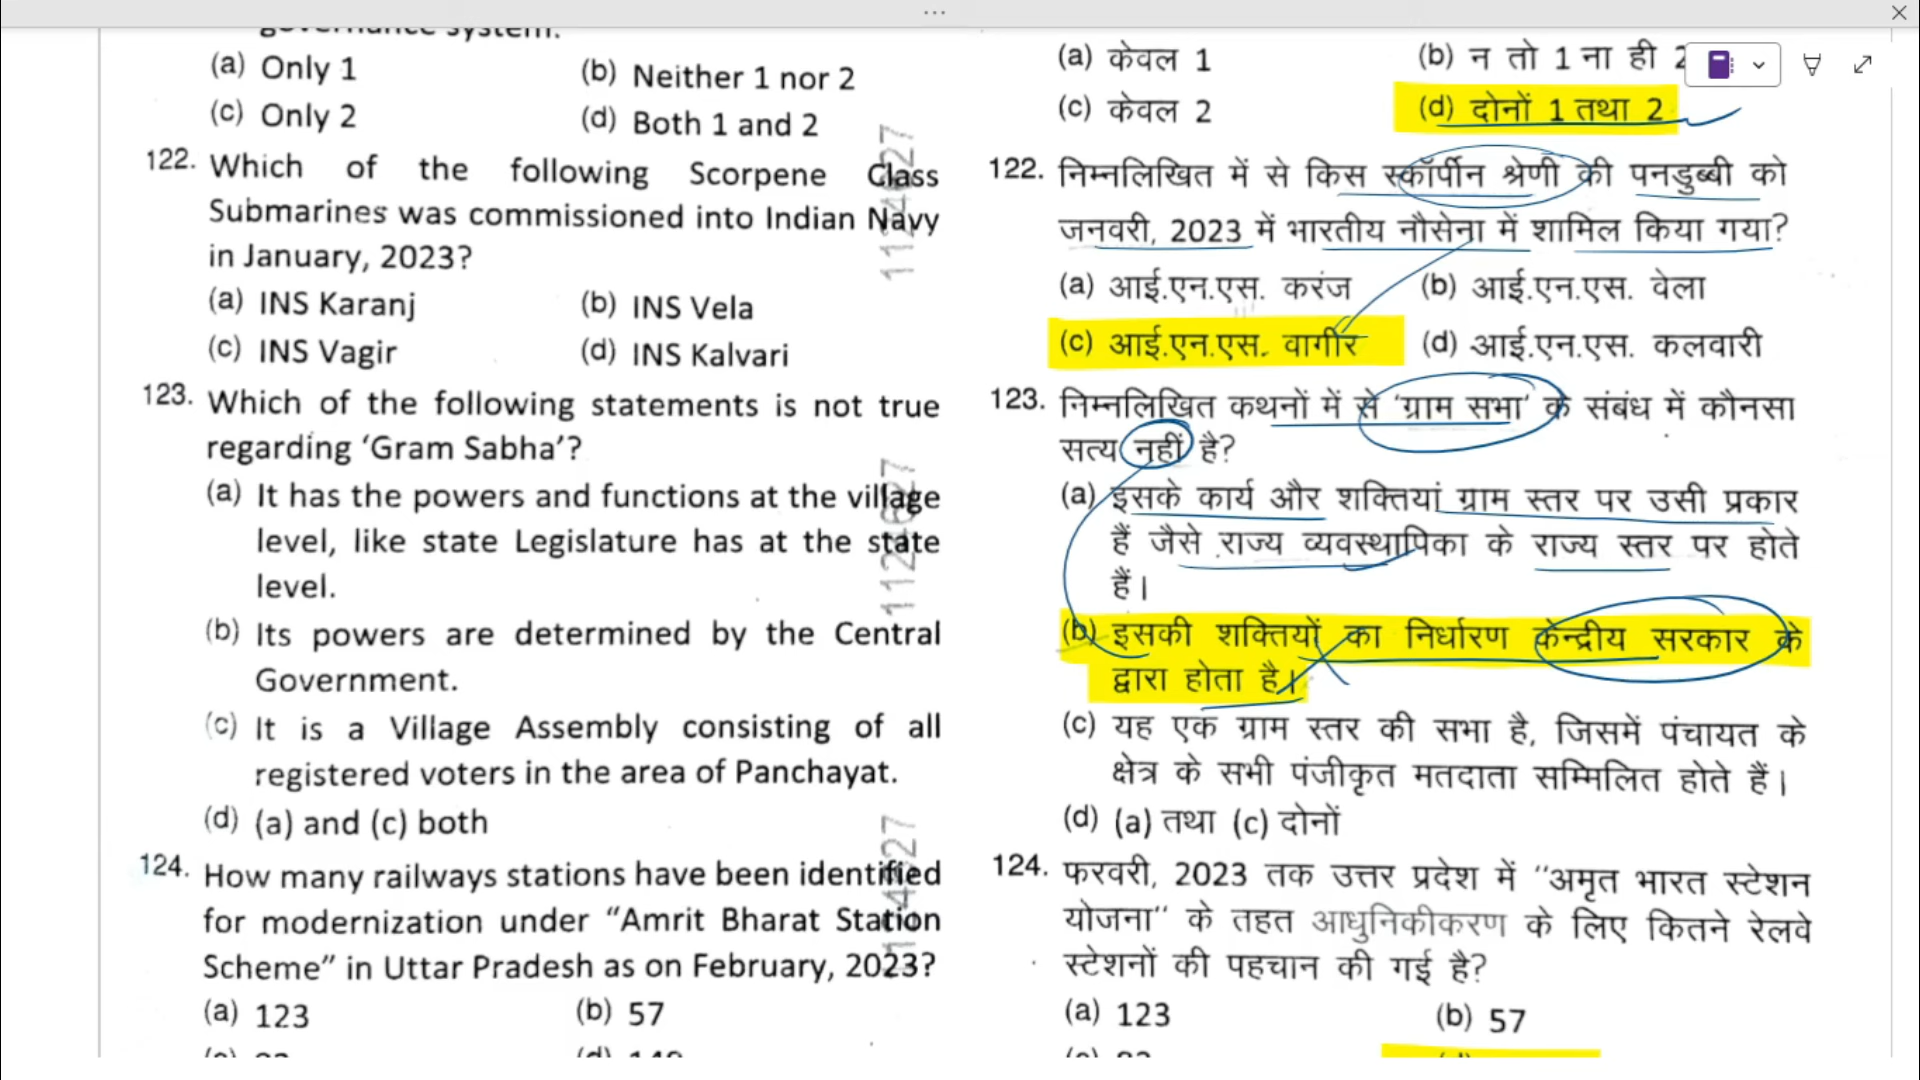 governance system.
(a) Only 1 (b) Neither 1 nor 2
(c) Only 2 (d) Both 1 and 2
122. Which of the following Scorpene Class
Submarines was commissioned into Indian Navy
in January, 2023?
(a) INS Karanj (b) INS Vela
(c) INS Vagir (d) INS Kalvari
123. Which of the following statements is not true
regarding ‘Gram Sabha’?
(a) It has the powers and functions at the village
level, like state Legislature has at the state
level.
(b) Its powers are determined by the Central
Government.
(c) It is a Village Assembly consisting of all
registered voters in the area of Panchayat.
(d) (a) and (c) both
124. How many railways stations have been identified
for modernization under “Amrit Bharat Station
Scheme” in Uttar Pradesh as on February, 2023?
(a) 123 (b) 57
(a) केवल 1 (b) न तो 1 ना ही 2
(c) केवल 2 (d) दोनों 1 तथा 2
122. निम्नलिखित में से किस स्कॉर्पीन श्रेणी की पनडुब्बी को
जनवरी, 2023 में भारतीय नौसेना में शामिल किया गया?
(a) आई.एन.एस. करंज (b) आई.एन.एस. वेला
(c) आई.एन.एस. वागीर (d) आई.एन.एस. कलवारी
123. निम्नलिखित कथनों में से ‘ग्राम सभा’ के संबंध में कौनसा
सत्य नहीं है?
(a) इसके कार्य और शक्तियां ग्राम स्तर पर उसी प्रकार
हैं जैसे राज्य व्यवस्थापिका के राज्य स्तर पर होते
हैं।
(b) इसकी शक्तियों का निर्धारण केन्द्रीय सरकार के
द्वारा होता है।
(c) यह एक ग्राम स्तर की सभा है, जिसमें पंचायत के
क्षेत्र के सभी पंजीकृत मतदाता सम्मिलित होते हैं।
(d) (a) तथा (c) दोनों
124. फरवरी, 2023 तक उत्तर प्रदेश में “अमृत भारत स्टेशन
योजना” के तहत आधुनिकीकरण के लिए कितने रेलवे
स्टेशनों की पहचान की गई है?
(a) 123 (b) 57